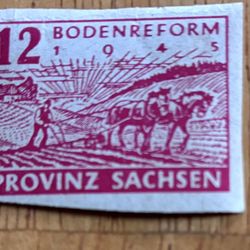 12 BODENREFORM
1945
PROVINZ SACHSEN